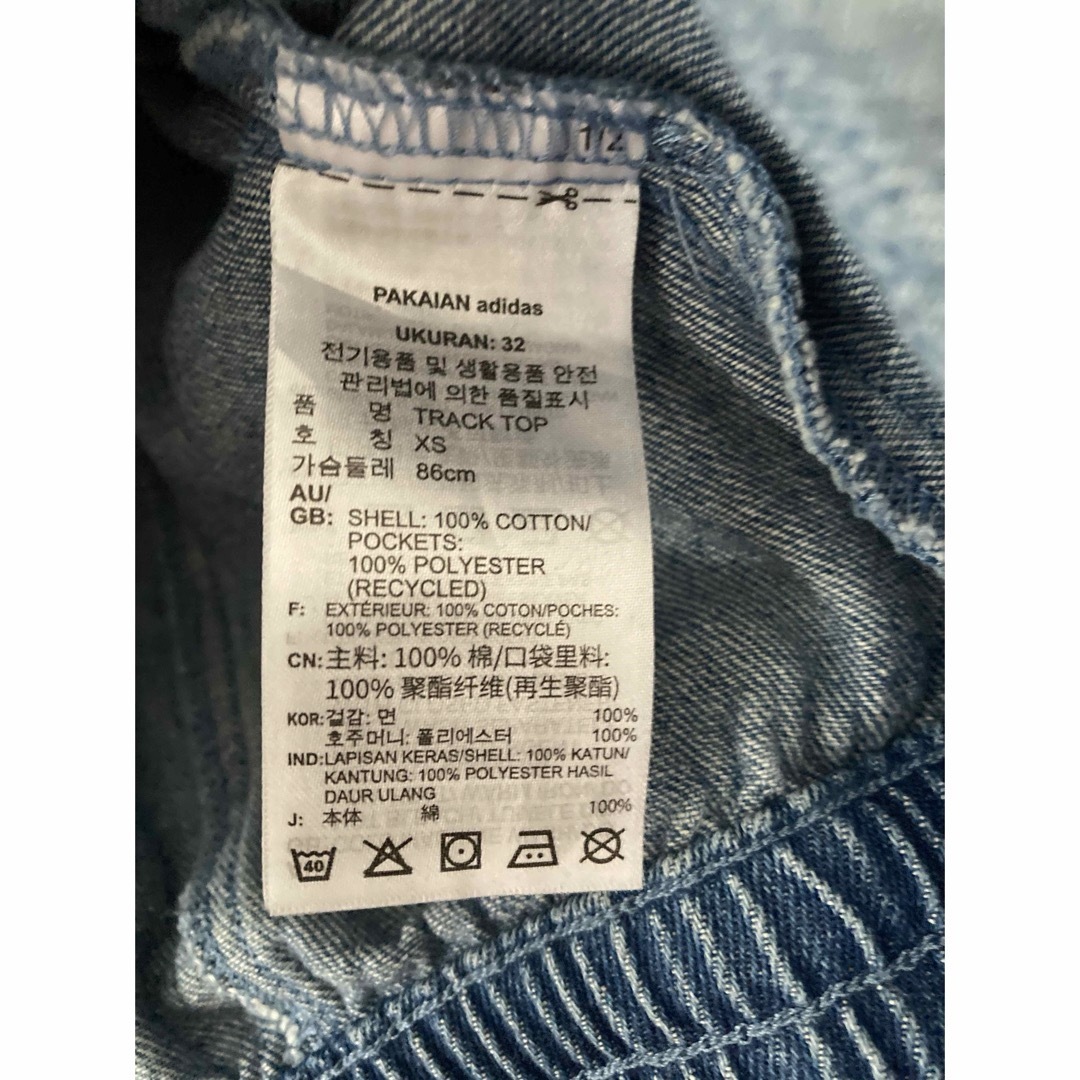 1/2
PAKAIAN adidas
UKURAN: 32
전기용품 및 생활용품 안전
관리법에 의한 품질표시
품 명 TRACK TOP
호 칭 XS
가슴둘레 86cm
AU/
GB: SHELL: 100% COTTON/
POCKETS:
100% POLYESTER
(RECYCLED)
F: EXTÉRIEUR: 100% COTON/POCHES:
100% POLYESTER (RECYCLÉ)
CN: 主料: 100% 棉/口袋里料:
100% 聚酯纤维(再生聚酯)
KOR: 겉감: 면 100%
호주머니: 폴리에스터 100%
IND: LAPISAN KERAS/SHELL: 100% KATUN/
KANTUNG: 100% POLYESTER HASIL
DAUR ULANG
J: 本体 綿 100%
40